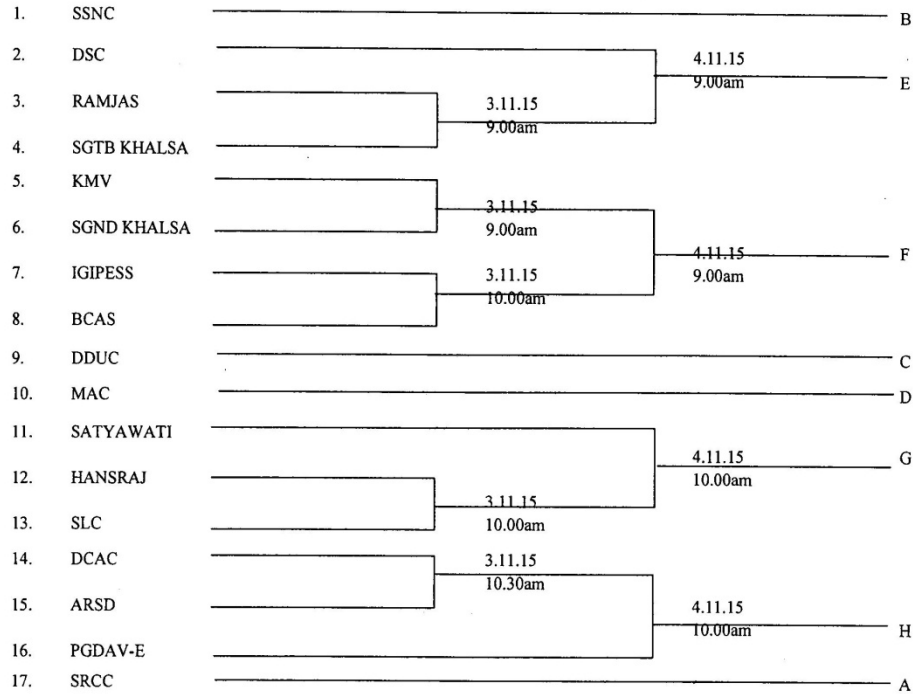 1. SSNC B
2. DSC 4.11.15
9.00am E
3. RAMJAS 3.11.15
9.00am
4. SGTB KHALSA
5. KMV 3.11.15
6. SGND KHALSA 9.00am
4.11.15 F
7. IGIPESS 3.11.15 9.00am
10.00am
8. BCAS
9. DDUC C
10. MAC D
11. SATYAWATI
4.11.15 G
12. HANSRAJ 10.00am
3.11.15
13. SLC 10.00am
14. DCAC 3.11.15
10.30am
15. ARSD 4.11.15
10.00am H
16. PGDAV-E
17. SRCC A